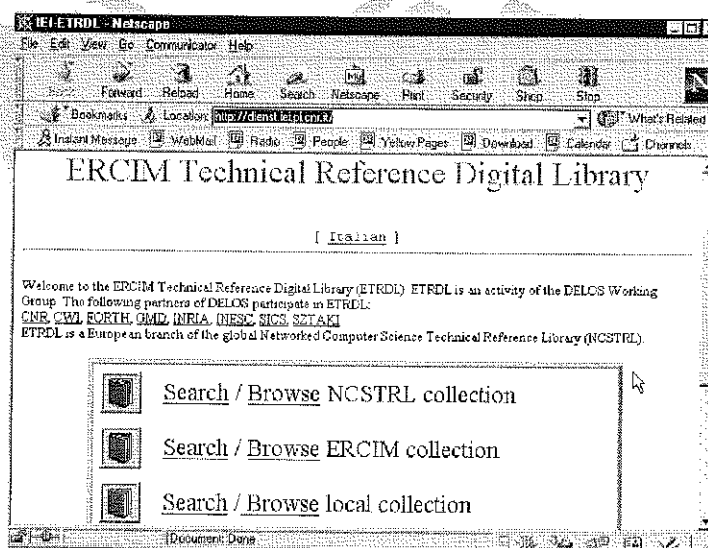 IEI-ETRDL - Netscape
File Edit View Go Communicator Help
Forward Reload Home Search Netscape Print Security Shop Stop
Bookmarks Location: http://dienst.iei.pi.cnr.it/ What's Related
Instant Message WebMail Radio People Yellow Pages Download Calendar Channels
ERCIM Technical Reference Digital Library
[ Italian ]
Welcome to the ERCIM Technical Reference Digital Library (ETRDL). ETRDL is an activity of the DELOS Working
Group. The following partners of DELOS participate in ETRDL:
CNR, CWI, FORTH, GMD, INRIA, INESC, SICS, SZTAKI
ETRDL is a European branch of the global Networked Computer Science Technical Reference Library (NCSTRL).
Search / Browse NCSTRL collection
Search / Browse ERCIM collection
Search / Browse local collection
Document: Done